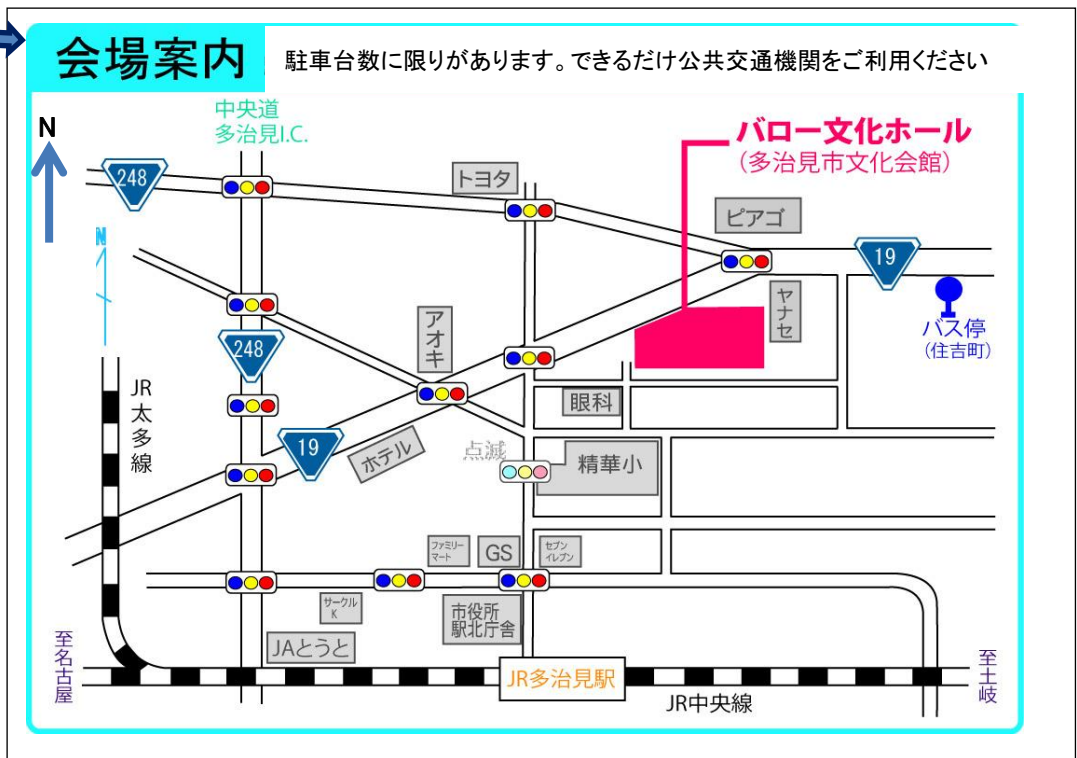 会場案内
駐車台数に限りがあります。できるだけ公共交通機関をご利用ください
中央道
多治見I.C.
N
N
248
トヨタ
バロー文化ホール
(多治見市文化会館)
ピアゴ
19
ヤナセ
バス停
(住吉町)
アオキ
248
JR太多線
眼科
19
ホテル
点滅
精華小
ファミリー
マート
GS
セブン
イレブン
サークル
K
市役所
駅北庁舎
JAとうと
至名古屋
JR多治見駅
JR中央線
至土岐